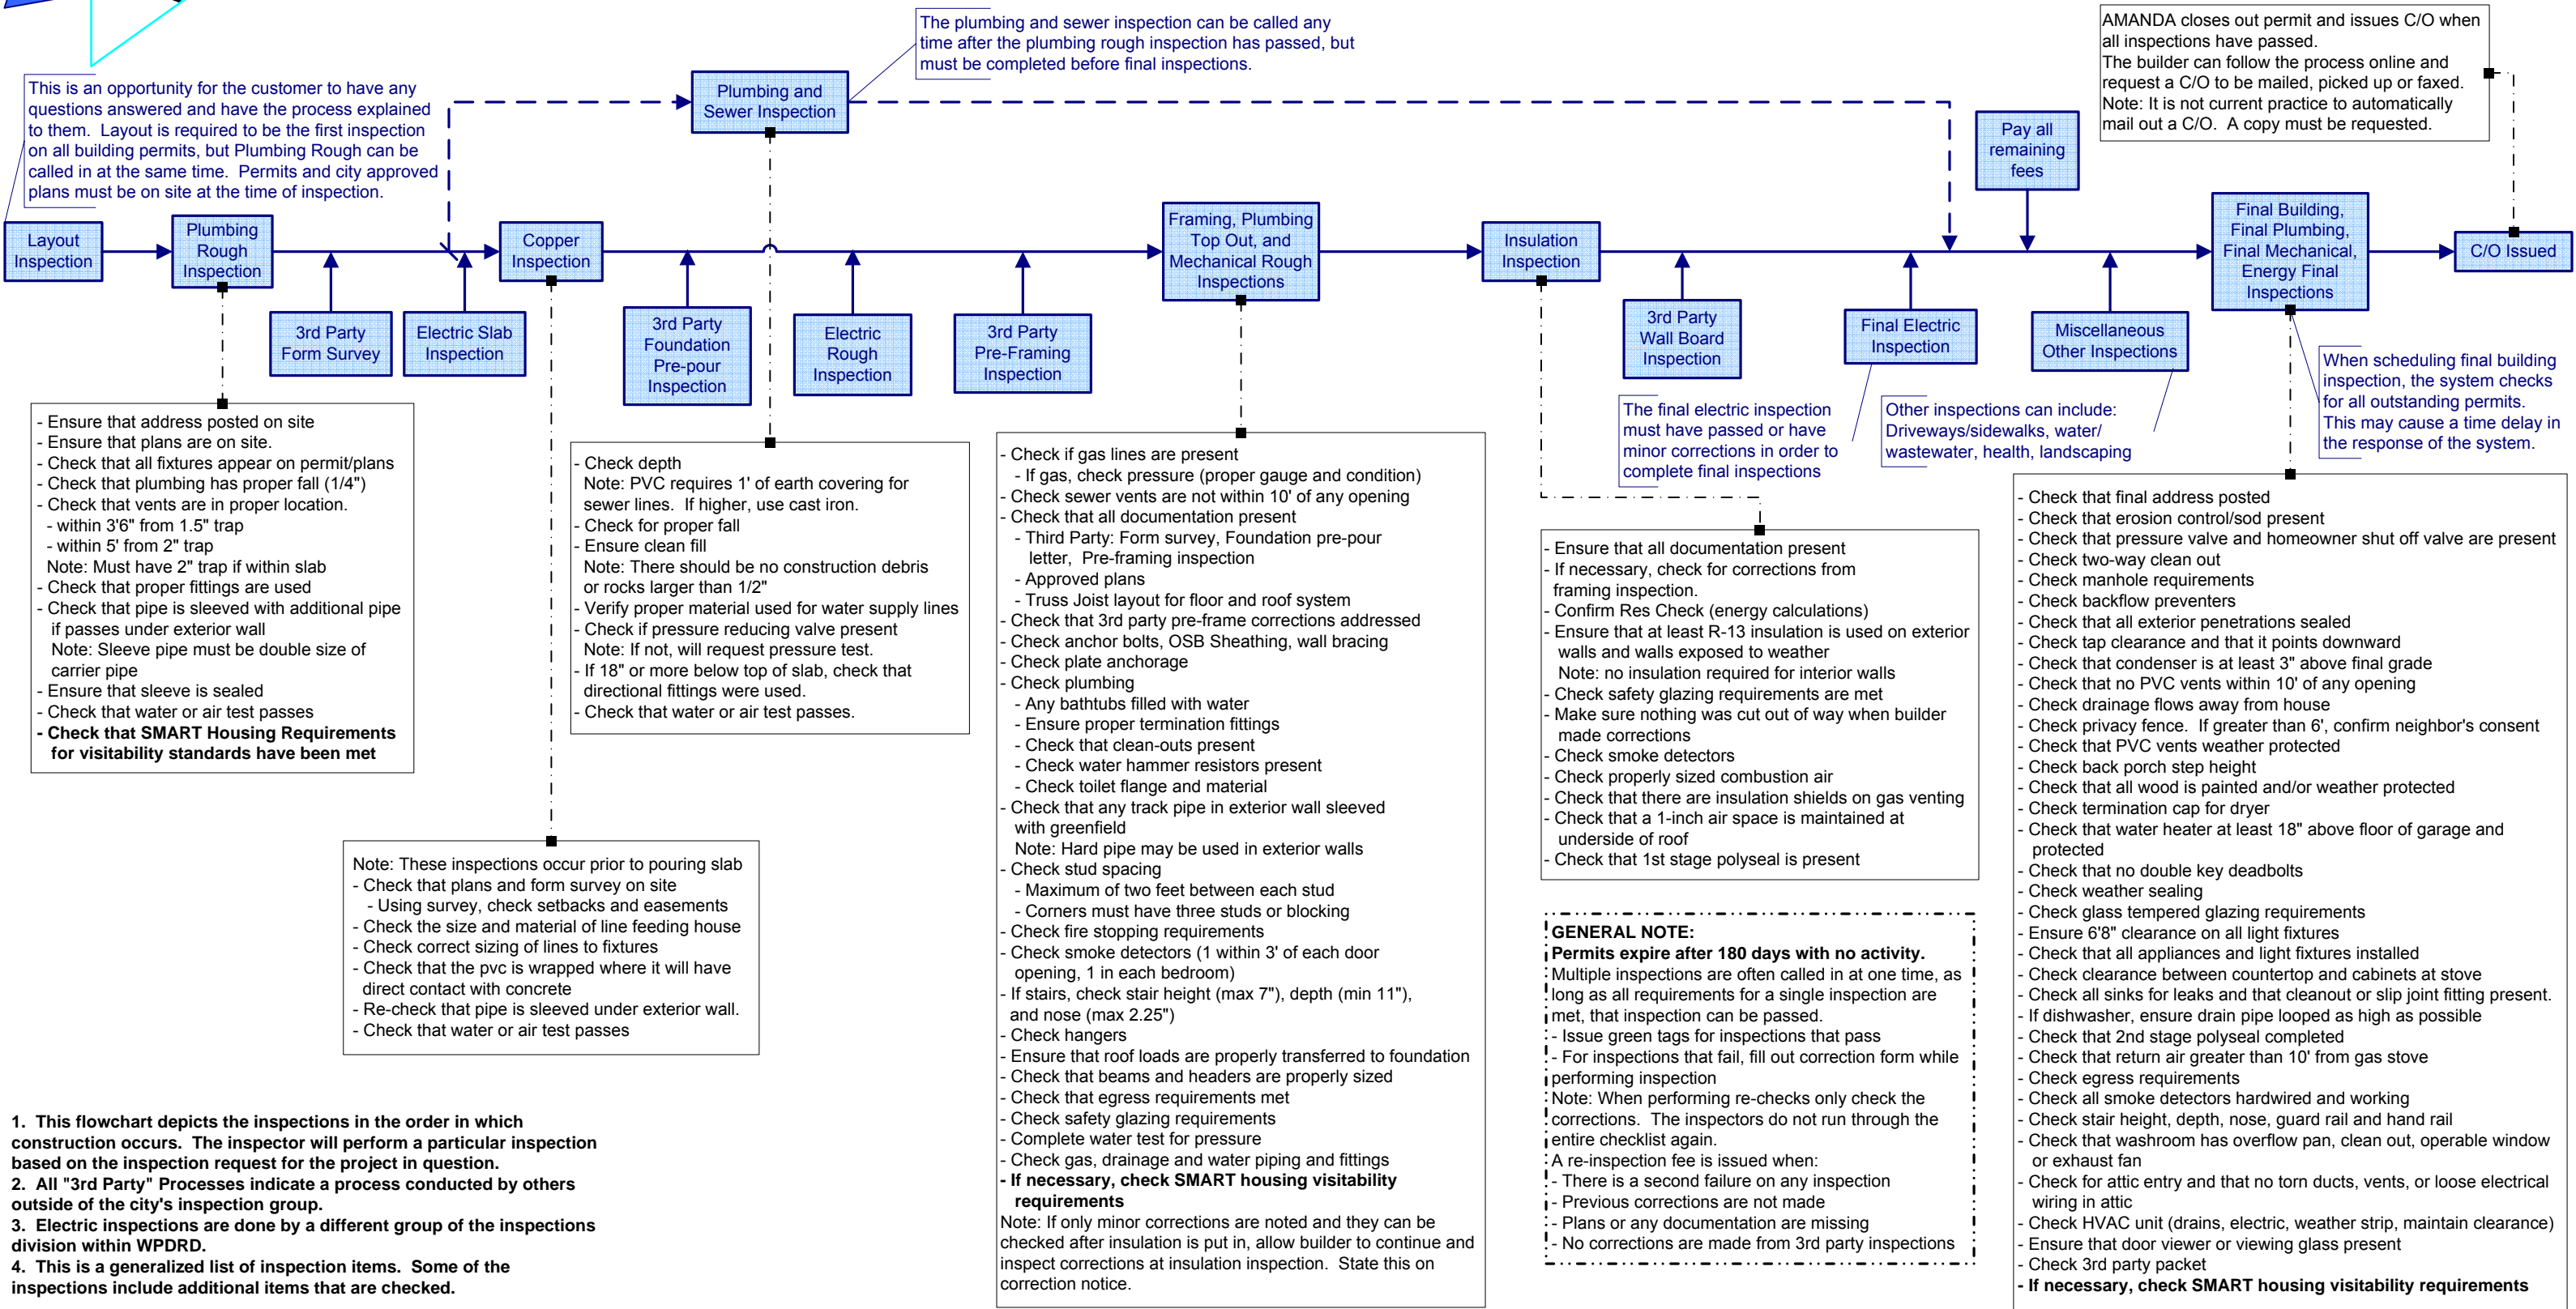 The plumbing and sewer inspection can be called any
time after the plumbing rough inspection has passed, but
must be completed before final inspections.
AMANDA closes out permit and issues C/O when
all inspections have passed.
The builder can follow the process online and
request a C/O to be mailed, picked up or faxed.
Note: It is not current practice to automatically
mail out a C/O.  A copy must be requested.
This is an opportunity for the customer to have any
questions answered and have the process explained
to them.  Layout is required to be the first inspection
on all building permits, but Plumbing Rough can be
called in at the same time.  Permits and city approved
plans must be on site at the time of inspection.
Plumbing and
Sewer Inspection
Pay all
remaining
fees
Layout
Inspection
Plumbing
Rough
Inspection
Copper
Inspection
Framing, Plumbing
Top Out, and
Mechanical Rough
Inspections
Insulation
Inspection
Final Building,
Final Plumbing,
Final Mechanical,
Energy Final
Inspections
C/O Issued
3rd Party
Form Survey
Electric Slab
Inspection
3rd Party
Foundation
Pre-pour
Inspection
Electric
Rough
Inspection
3rd Party
Pre-Framing
Inspection
3rd Party
Wall Board
Inspection
Final Electric
Inspection
Miscellaneous
Other Inspections
The final electric inspection
must have passed or have
minor corrections in order to
complete final inspections
Other inspections can include:
Driveways/sidewalks, water/
wastewater, health, landscaping
When scheduling final building
inspection, the system checks
for all outstanding permits.
This may cause a time delay in
the response of the system.
- Ensure that address posted on site
- Ensure that plans are on site.
- Check that all fixtures appear on permit/plans
- Check that plumbing has proper fall (1/4")
- Check that vents are in proper location.
- within 3'6" from 1.5" trap
- within 5' from 2" trap
Note: Must have 2" trap if within slab
- Check that proper fittings are used
- Check that pipe is sleeved with additional pipe
if passes under exterior wall
Note: Sleeve pipe must be double size of
carrier pipe
- Ensure that sleeve is sealed
- Check that water or air test passes
- Check that SMART Housing Requirements
for visitability standards have been met
- Check depth
Note: PVC requires 1' of earth covering for
sewer lines.  If higher, use cast iron.
- Check for proper fall
- Ensure clean fill
Note: There should be no construction debris
or rocks larger than 1/2"
- Verify proper material used for water supply lines
- Check if pressure reducing valve present
Note: If not, will request pressure test.
- If 18" or more below top of slab, check that
directional fittings were used.
- Check that water or air test passes.
Note: These inspections occur prior to pouring slab
- Check that plans and form survey on site
- Using survey, check setbacks and easements
- Check the size and material of line feeding house
- Check correct sizing of lines to fixtures
- Check that the pvc is wrapped where it will have
direct contact with concrete
- Re-check that pipe is sleeved under exterior wall.
- Check that water or air test passes
- Check if gas lines are present
- If gas, check pressure (proper gauge and condition)
- Check sewer vents are not within 10' of any opening
- Check that all documentation present
- Third Party: Form survey, Foundation pre-pour
letter,  Pre-framing inspection
- Approved plans
- Truss Joist layout for floor and roof system
- Check that 3rd party pre-frame corrections addressed
- Check anchor bolts, OSB Sheathing, wall bracing
- Check plate anchorage
- Check plumbing
- Any bathtubs filled with water
- Ensure proper termination fittings
- Check that clean-outs present
- Check water hammer resistors present
- Check toilet flange and material
- Check that any track pipe in exterior wall sleeved
with greenfield
Note: Hard pipe may be used in exterior walls
- Check stud spacing
- Maximum of two feet between each stud
- Corners must have three studs or blocking
- Check fire stopping requirements
- Check smoke detectors (1 within 3' of each door
opening, 1 in each bedroom)
- If stairs, check stair height (max 7"), depth (min 11"),
and nose (max 2.25")
- Check hangers
- Ensure that roof loads are properly transferred to foundation
- Check that beams and headers are properly sized
- Check that egress requirements met
- Check safety glazing requirements
- Complete water test for pressure
- Check gas, drainage and water piping and fittings
- If necessary, check SMART housing visitability
requirements
Note: If only minor corrections are noted and they can be
checked after insulation is put in, allow builder to continue and
inspect corrections at insulation inspection.  State this on
correction notice.
- Ensure that all documentation present
- If necessary, check for corrections from
framing inspection.
- Confirm Res Check (energy calculations)
- Ensure that at least R-13 insulation is used on exterior
walls and walls exposed to weather
Note: no insulation required for interior walls
- Check safety glazing requirements are met
- Make sure nothing was cut out of way when builder
made corrections
- Check smoke detectors
- Check properly sized combustion air
- Check that there are insulation shields on gas venting
- Check that a 1-inch air space is maintained at
underside of roof
- Check that 1st stage polyseal is present
GENERAL NOTE:
Permits expire after 180 days with no activity.
Multiple inspections are often called in at one time, as
long as all requirements for a single inspection are
met, that inspection can be passed.
- Issue green tags for inspections that pass
- For inspections that fail, fill out correction form while
performing inspection
Note: When performing re-checks only check the
corrections.  The inspectors do not run through the
entire checklist again.
A re-inspection fee is issued when:
- There is a second failure on any inspection
- Previous corrections are not made
- Plans or any documentation are missing
- No corrections are made from 3rd party inspections
- Check that final address posted
- Check that erosion control/sod present
- Check that pressure valve and homeowner shut off valve are present
- Check two-way clean out
- Check manhole requirements
- Check backflow preventers
- Check that all exterior penetrations sealed
- Check tap clearance and that it points downward
- Check that condenser is at least 3" above final grade
- Check that no PVC vents within 10' of any opening
- Check drainage flows away from house
- Check privacy fence.  If greater than 6', confirm neighbor's consent
- Check that PVC vents weather protected
- Check back porch step height
- Check that all wood is painted and/or weather protected
- Check termination cap for dryer
- Check that water heater at least 18" above floor of garage and
protected
- Check that no double key deadbolts
- Check weather sealing
- Check glass tempered glazing requirements
- Ensure 6'8" clearance on all light fixtures
- Check that all appliances and light fixtures installed
- Check clearance between countertop and cabinets at stove
- Check all sinks for leaks and that cleanout or slip joint fitting present.
- If dishwasher, ensure drain pipe looped as high as possible
- Check that 2nd stage polyseal completed
- Check that return air greater than 10' from gas stove
- Check egress requirements
- Check all smoke detectors hardwired and working
- Check stair height, depth, nose, guard rail and hand rail
- Check that washroom has overflow pan, clean out, operable window
or exhaust fan
- Check for attic entry and that no torn ducts, vents, or loose electrical
wiring in attic
- Check HVAC unit (drains, electric, weather strip, maintain clearance)
- Ensure that door viewer or viewing glass present
- Check 3rd party packet
- If necessary, check SMART housing visitability requirements
1.  This flowchart depicts the inspections in the order in which
construction occurs.  The inspector will perform a particular inspection
based on the inspection request for the project in question.
2.  All "3rd Party" Processes indicate a process conducted by others
outside of the city's inspection group.
3.  Electric inspections are done by a different group of the inspections
division within WPDRD.
4.  This is a generalized list of inspection items.  Some of the
inspections include additional items that are checked.